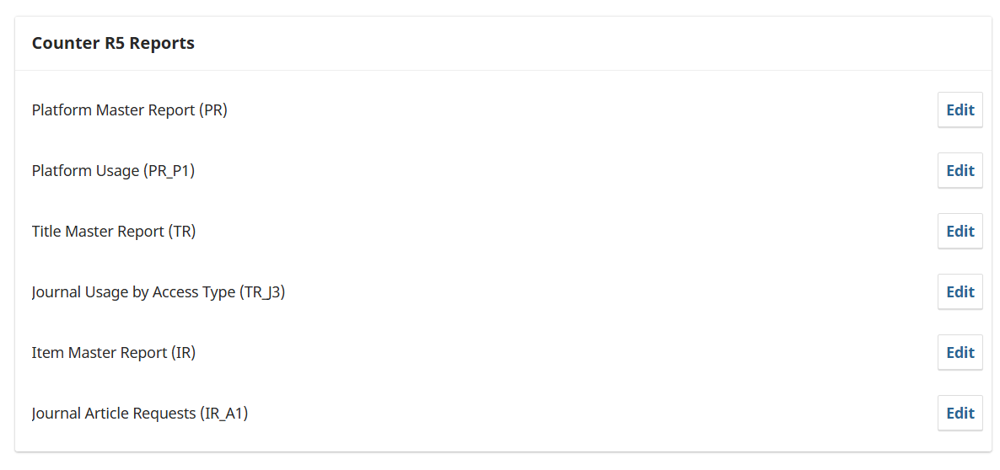 Counter R5 Reports
Platform Master Report (PR) Edit
Platform Usage (PR_P1) Edit
Title Master Report (TR) Edit
Journal Usage by Access Type (TR_J3) Edit
Item Master Report (IR) Edit
Journal Article Requests (IR_A1) Edit